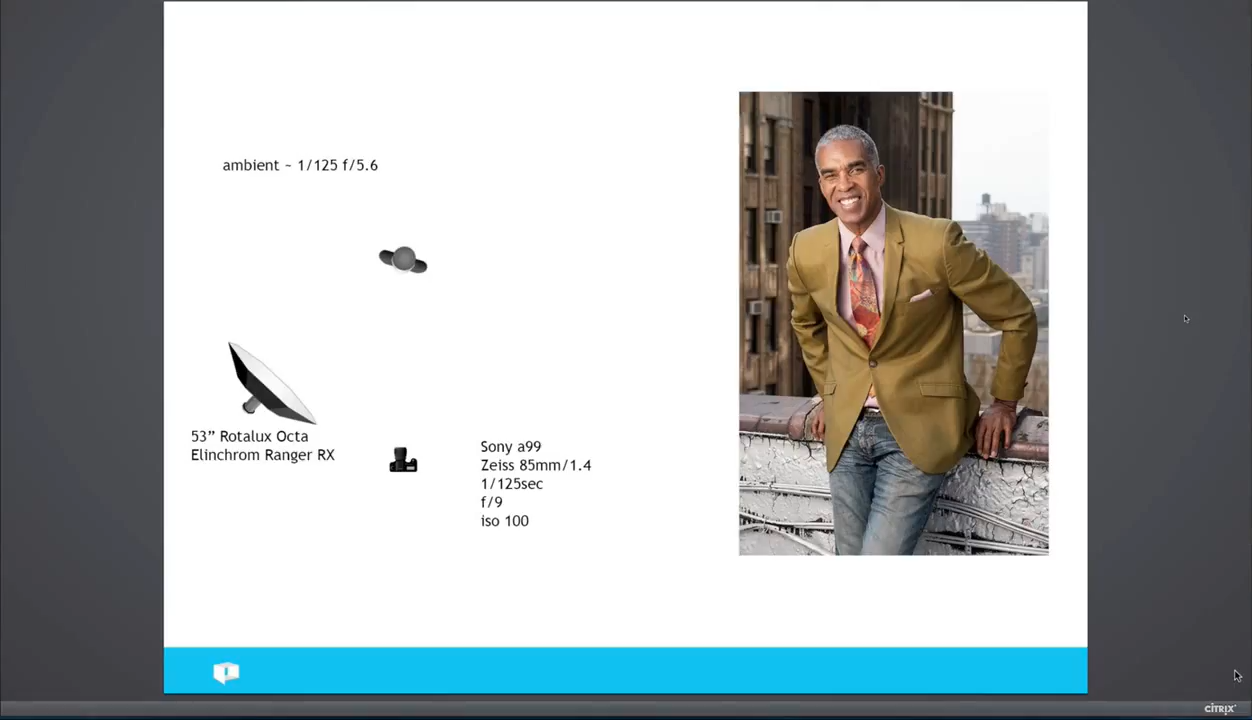 ambient ~ 1/125 f/5.6
53” Rotalux Octa
Elinchrom Ranger RX
Sony a99
Zeiss 85mm/1.4
1/125sec
f/9
iso 100
CITRIX